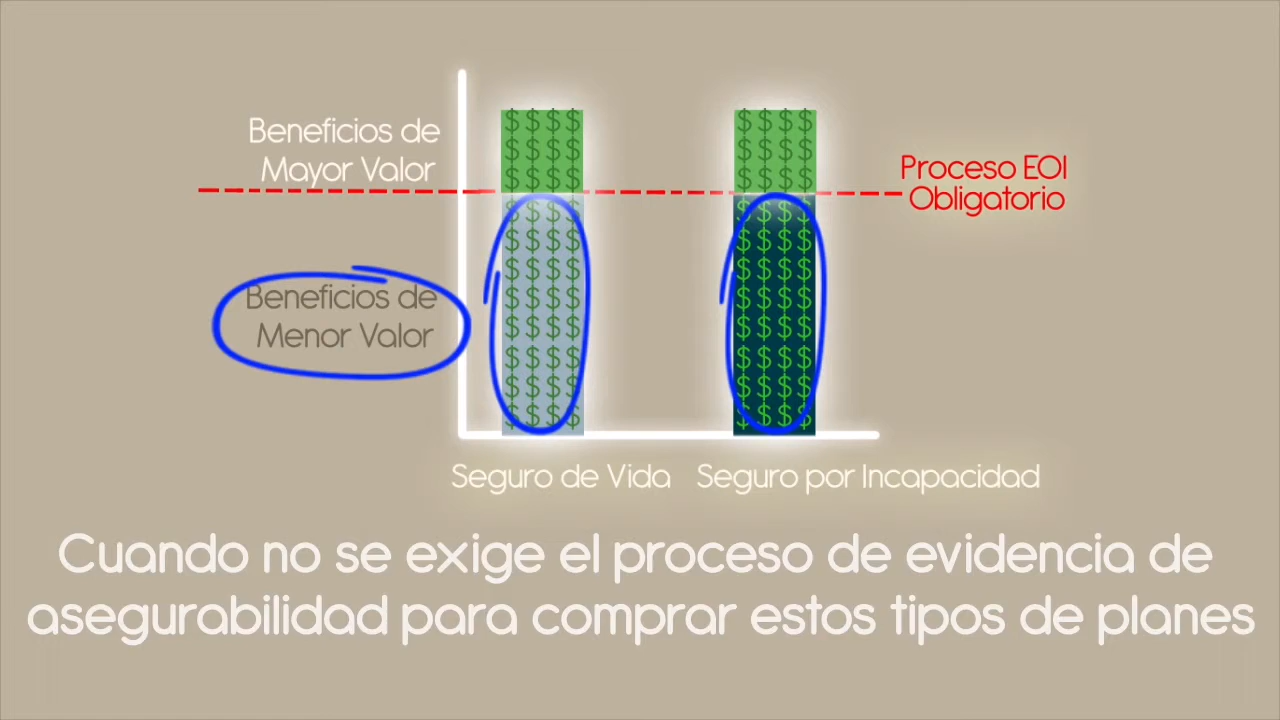 Beneficios de
Mayor Valor
Proceso EOI
Obligatorio
Beneficios de
Menor Valor
Seguro de Vida
Seguro por Incapacidad
Cuando no se exige el proceso de evidencia de
asegurabilidad para comprar estos tipos de planes